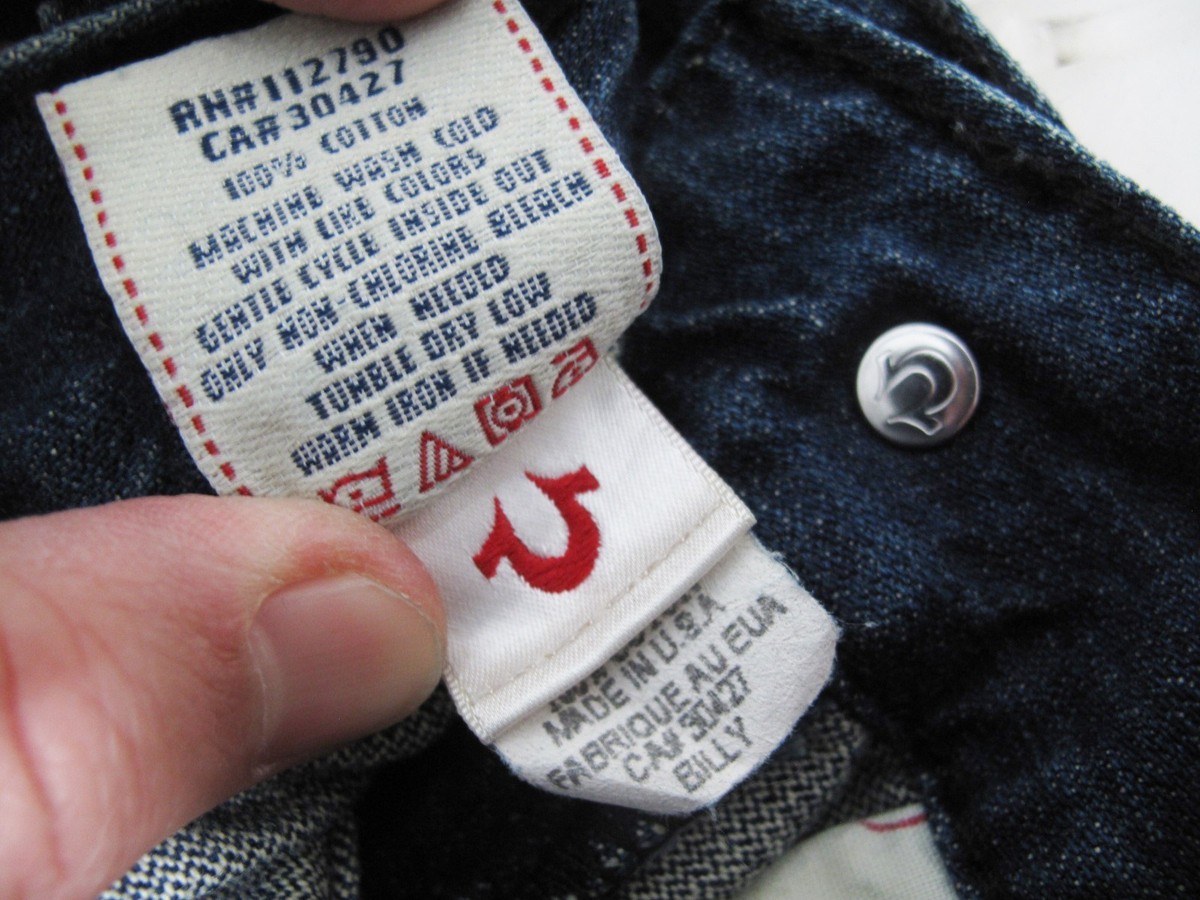 RN#112790
CA#30427
100% COTTON
MACHINE WASH COLD
WITH LIKE COLORS
GENTLE CYCLE INSIDE OUT
ONLY NON-CHLORINE BLEACH
WHEN NEEDED
TUMBLE DRY LOW
WARM IRON IF NEEDED
MADE IN U.S.A
FABRIQUE AU EUA
CA# 30427
BILLY